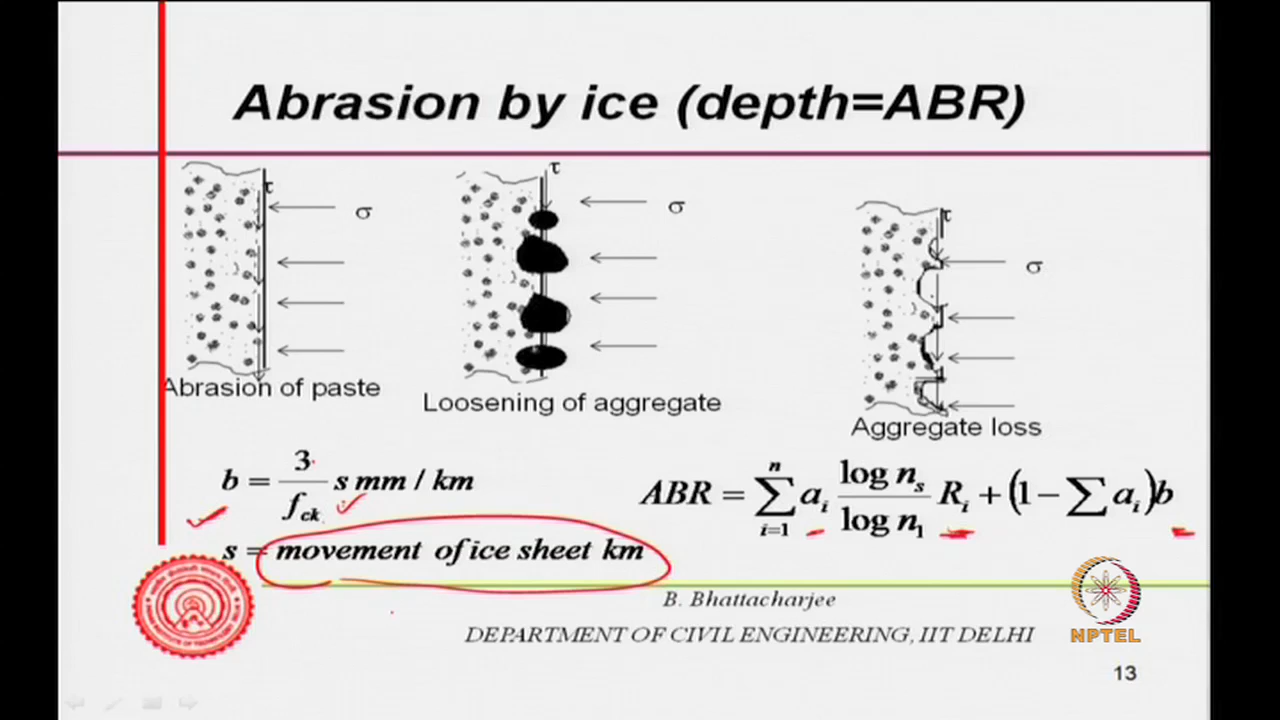 Abrasion by ice (depth=ABR)
τ
σ
τ
σ
τ
σ
Abrasion of paste
Loosening of aggregate
Aggregate loss
b = 3 / f_ck s mm / km
ABR = ∑_{i=1}^{n} a_i (log n_s / log n_1) R_i + (1 − ∑ a_i) b
s = movement of ice sheet km
B. Bhattacharjee
DEPARTMENT OF CIVIL ENGINEERING, IIT DELHI
NPTEL
13